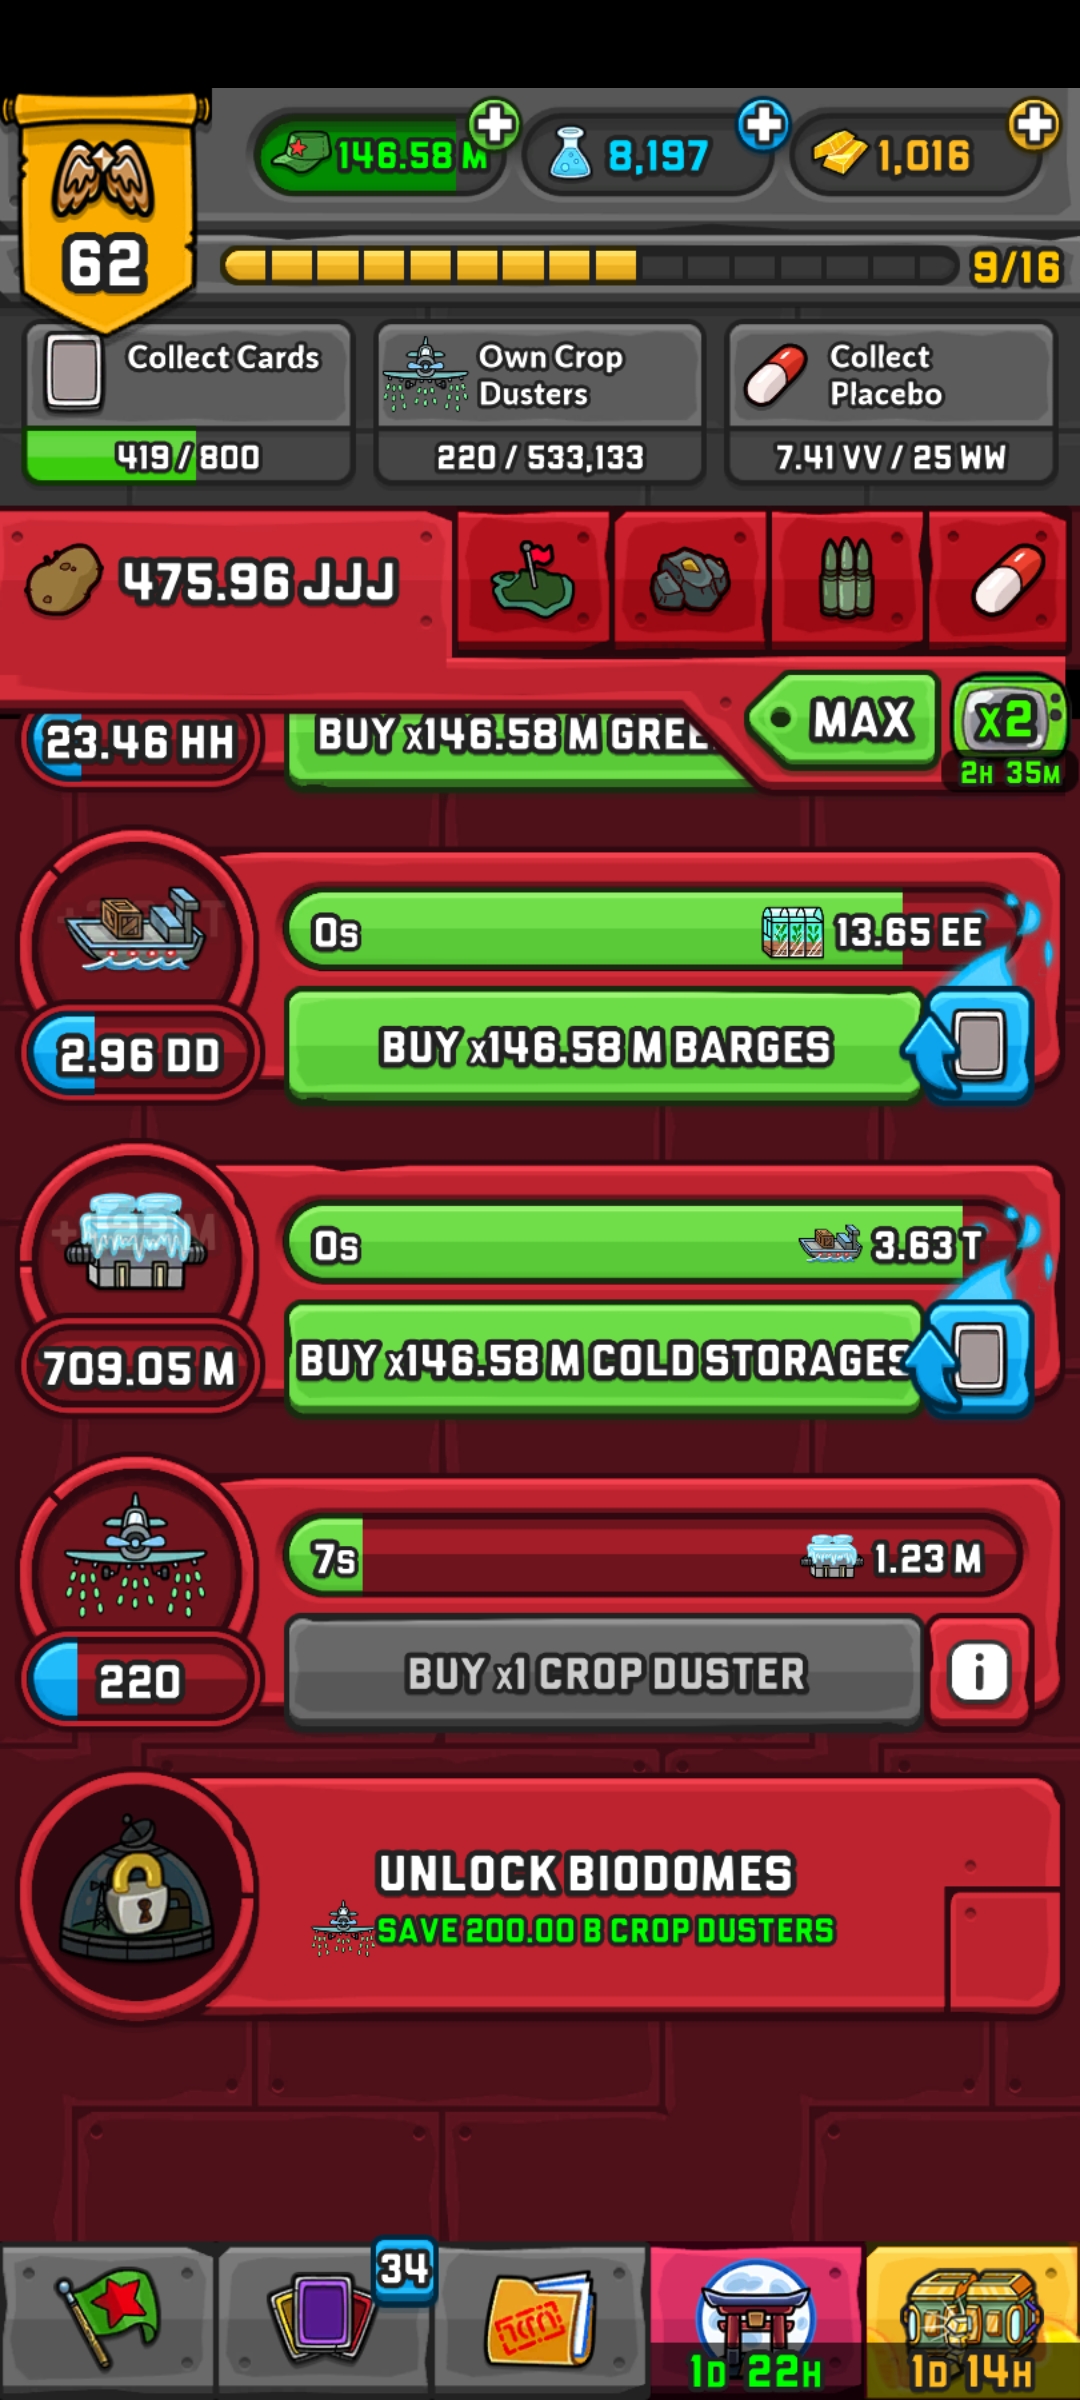 62
146.58 M
8,197
1,016
9/16
Collect Cards
419 / 800
Own Crop
Dusters
220 / 533,133
Collect
Placebo
7.41 VV / 25 WW
475.96 JJJ
MAX
x2
2H 35M
23.46 HH
BUY x146.58 M
0s
13.65 EE
2.96 DD
BUY x146.58 M BARGES
0s
3.63 T
709.05 M
BUY x146.58 M COLD STORAGES
7s
1.23 M
220
BUY x1 CROP DUSTER
i
UNLOCK BIODOMES
SAVE 200.00 B CROP DUSTERS
34
1D 22H
1D 14H